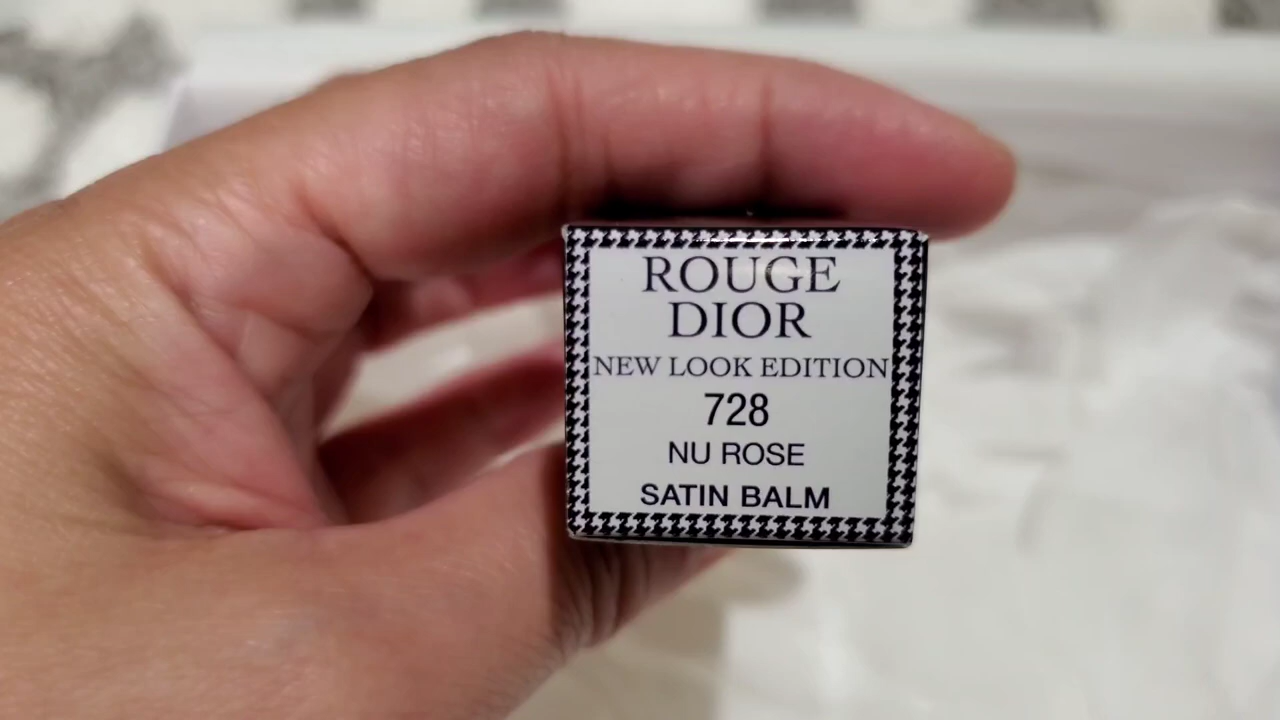 ROUGE
DIOR
NEW LOOK EDITION
728
NU ROSE
SATIN BALM